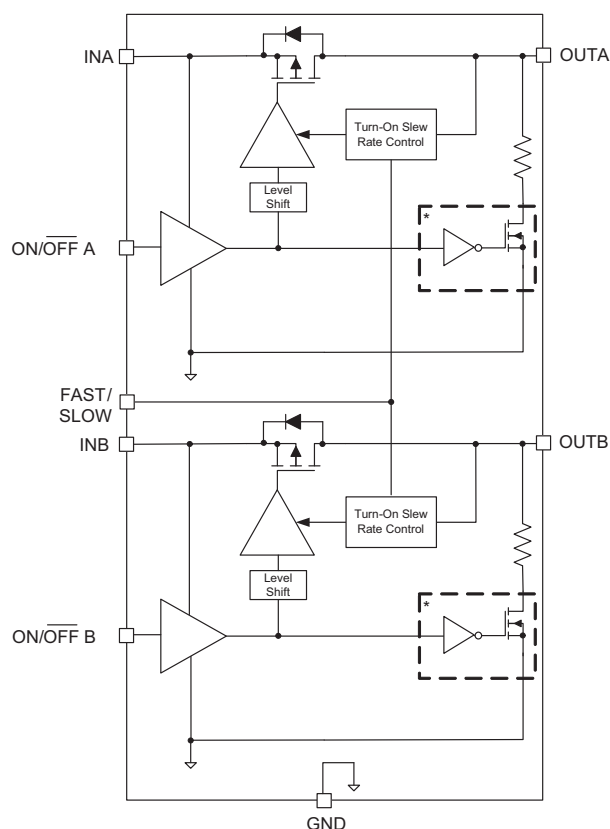 INA
OUTA
Turn-On Slew
Rate Control
Level
Shift
*
ON/OFF A
FAST/
SLOW
INB
OUTB
Turn-On Slew
Rate Control
Level
Shift
*
ON/OFF B
GND